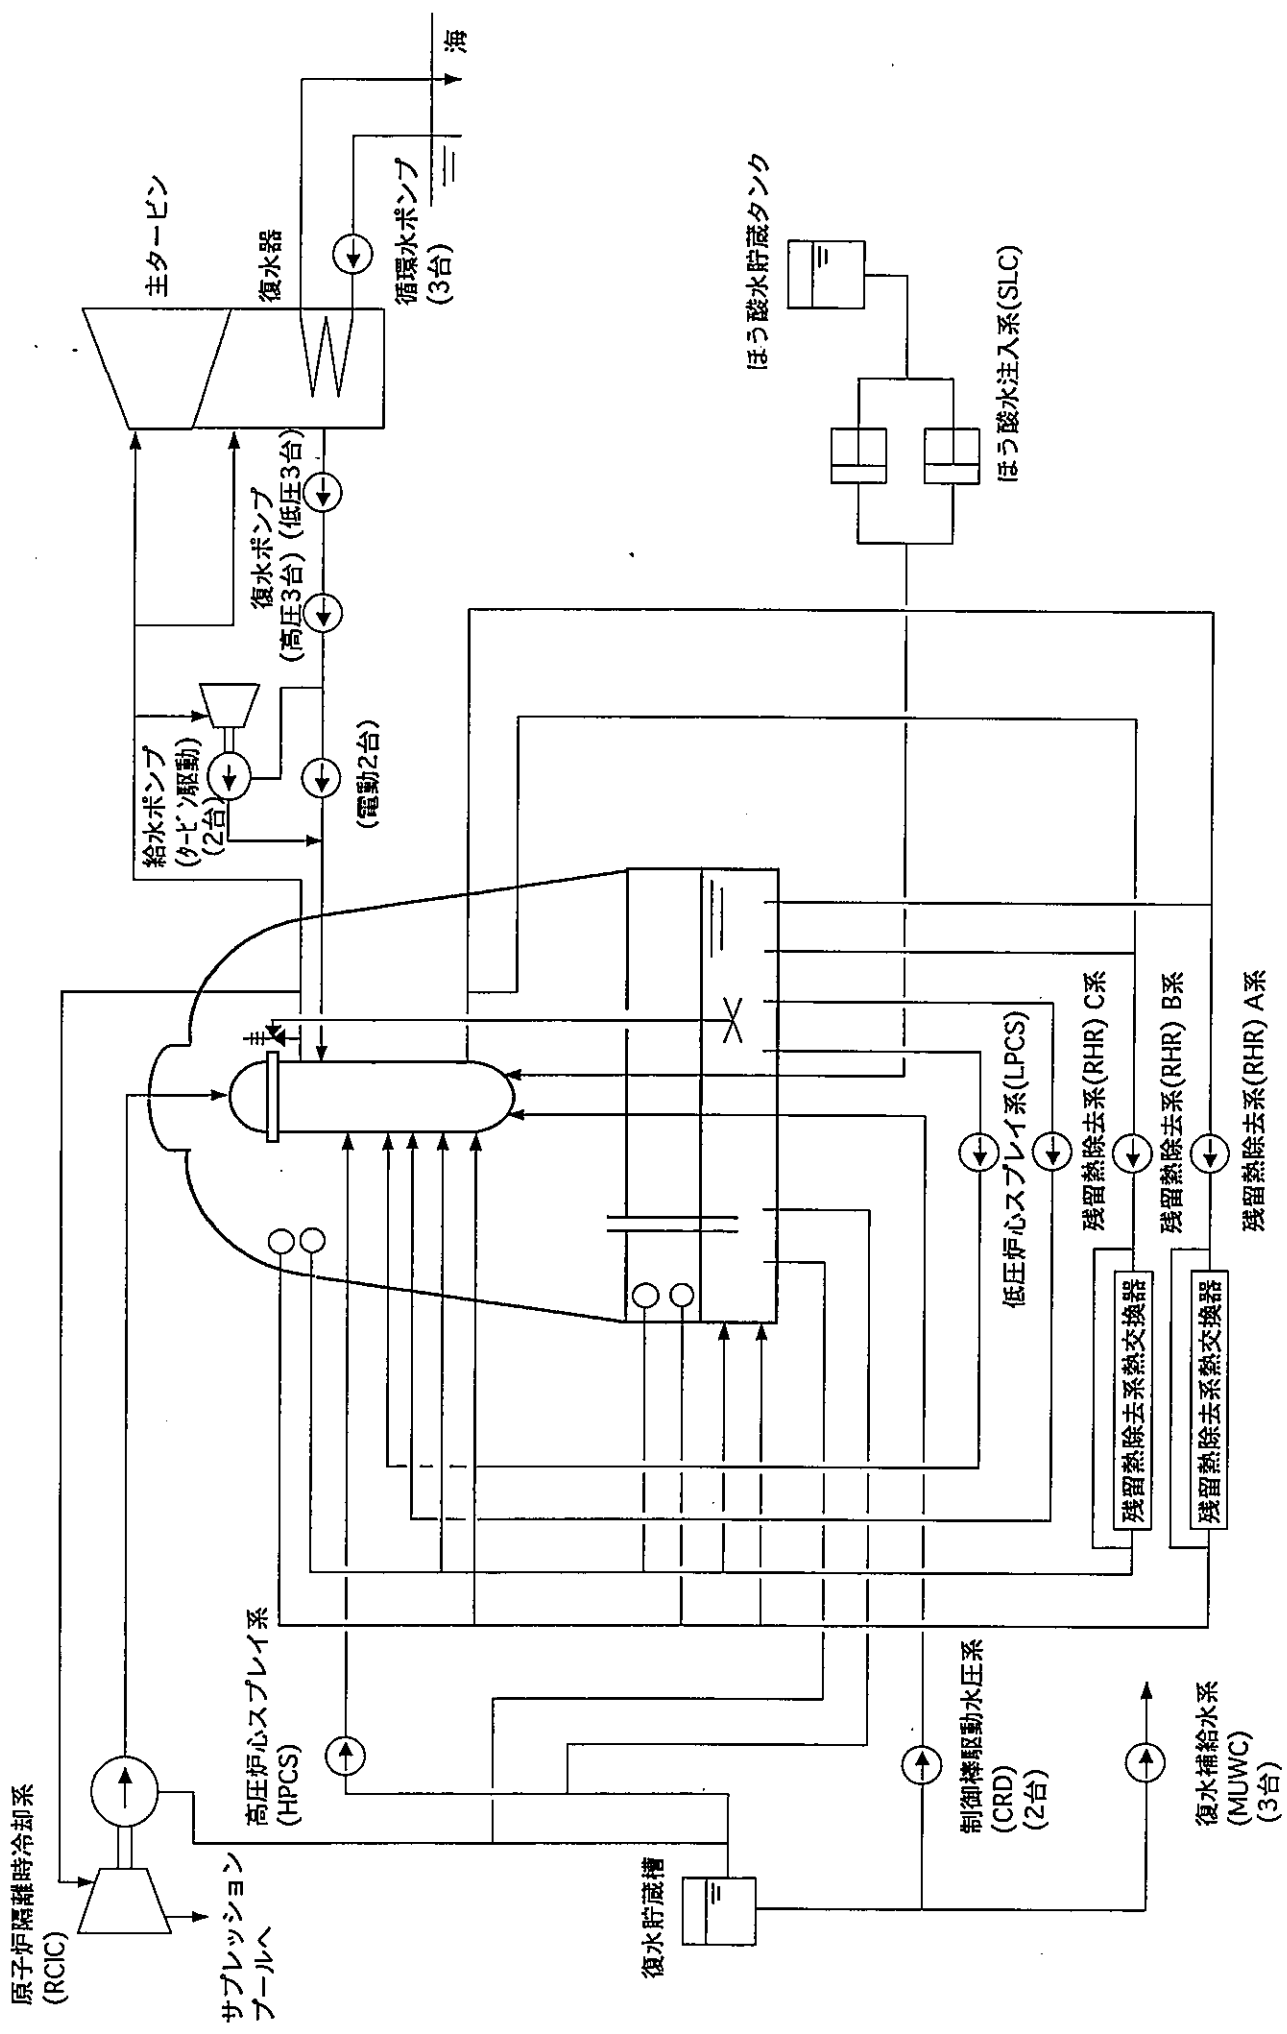 原子炉隔離時冷却系
(RCIC)
サプレッション
プールへ
高圧炉心スプレイ系
(HPCS)
復水貯蔵槽
制御棒駆動水圧系
(CRD)
(2台)
復水補給水系
(MUWC)
(3台)
給水ポンプ
(タービン駆動)
(2台)
(電動2台)
復水ポンプ
(高圧3台)
(低圧3台)
主タービン
復水器
循環水ポンプ
(3台)
海
ほう酸水貯蔵タンク
ほう酸水注入系(SLC)
低圧炉心スプレイ系(LPCS)
残留熱除去系(RHR) C系
残留熱除去系(RHR) B系
残留熱除去系(RHR) A系
残留熱除去系熱交換器
残留熱除去系熱交換器